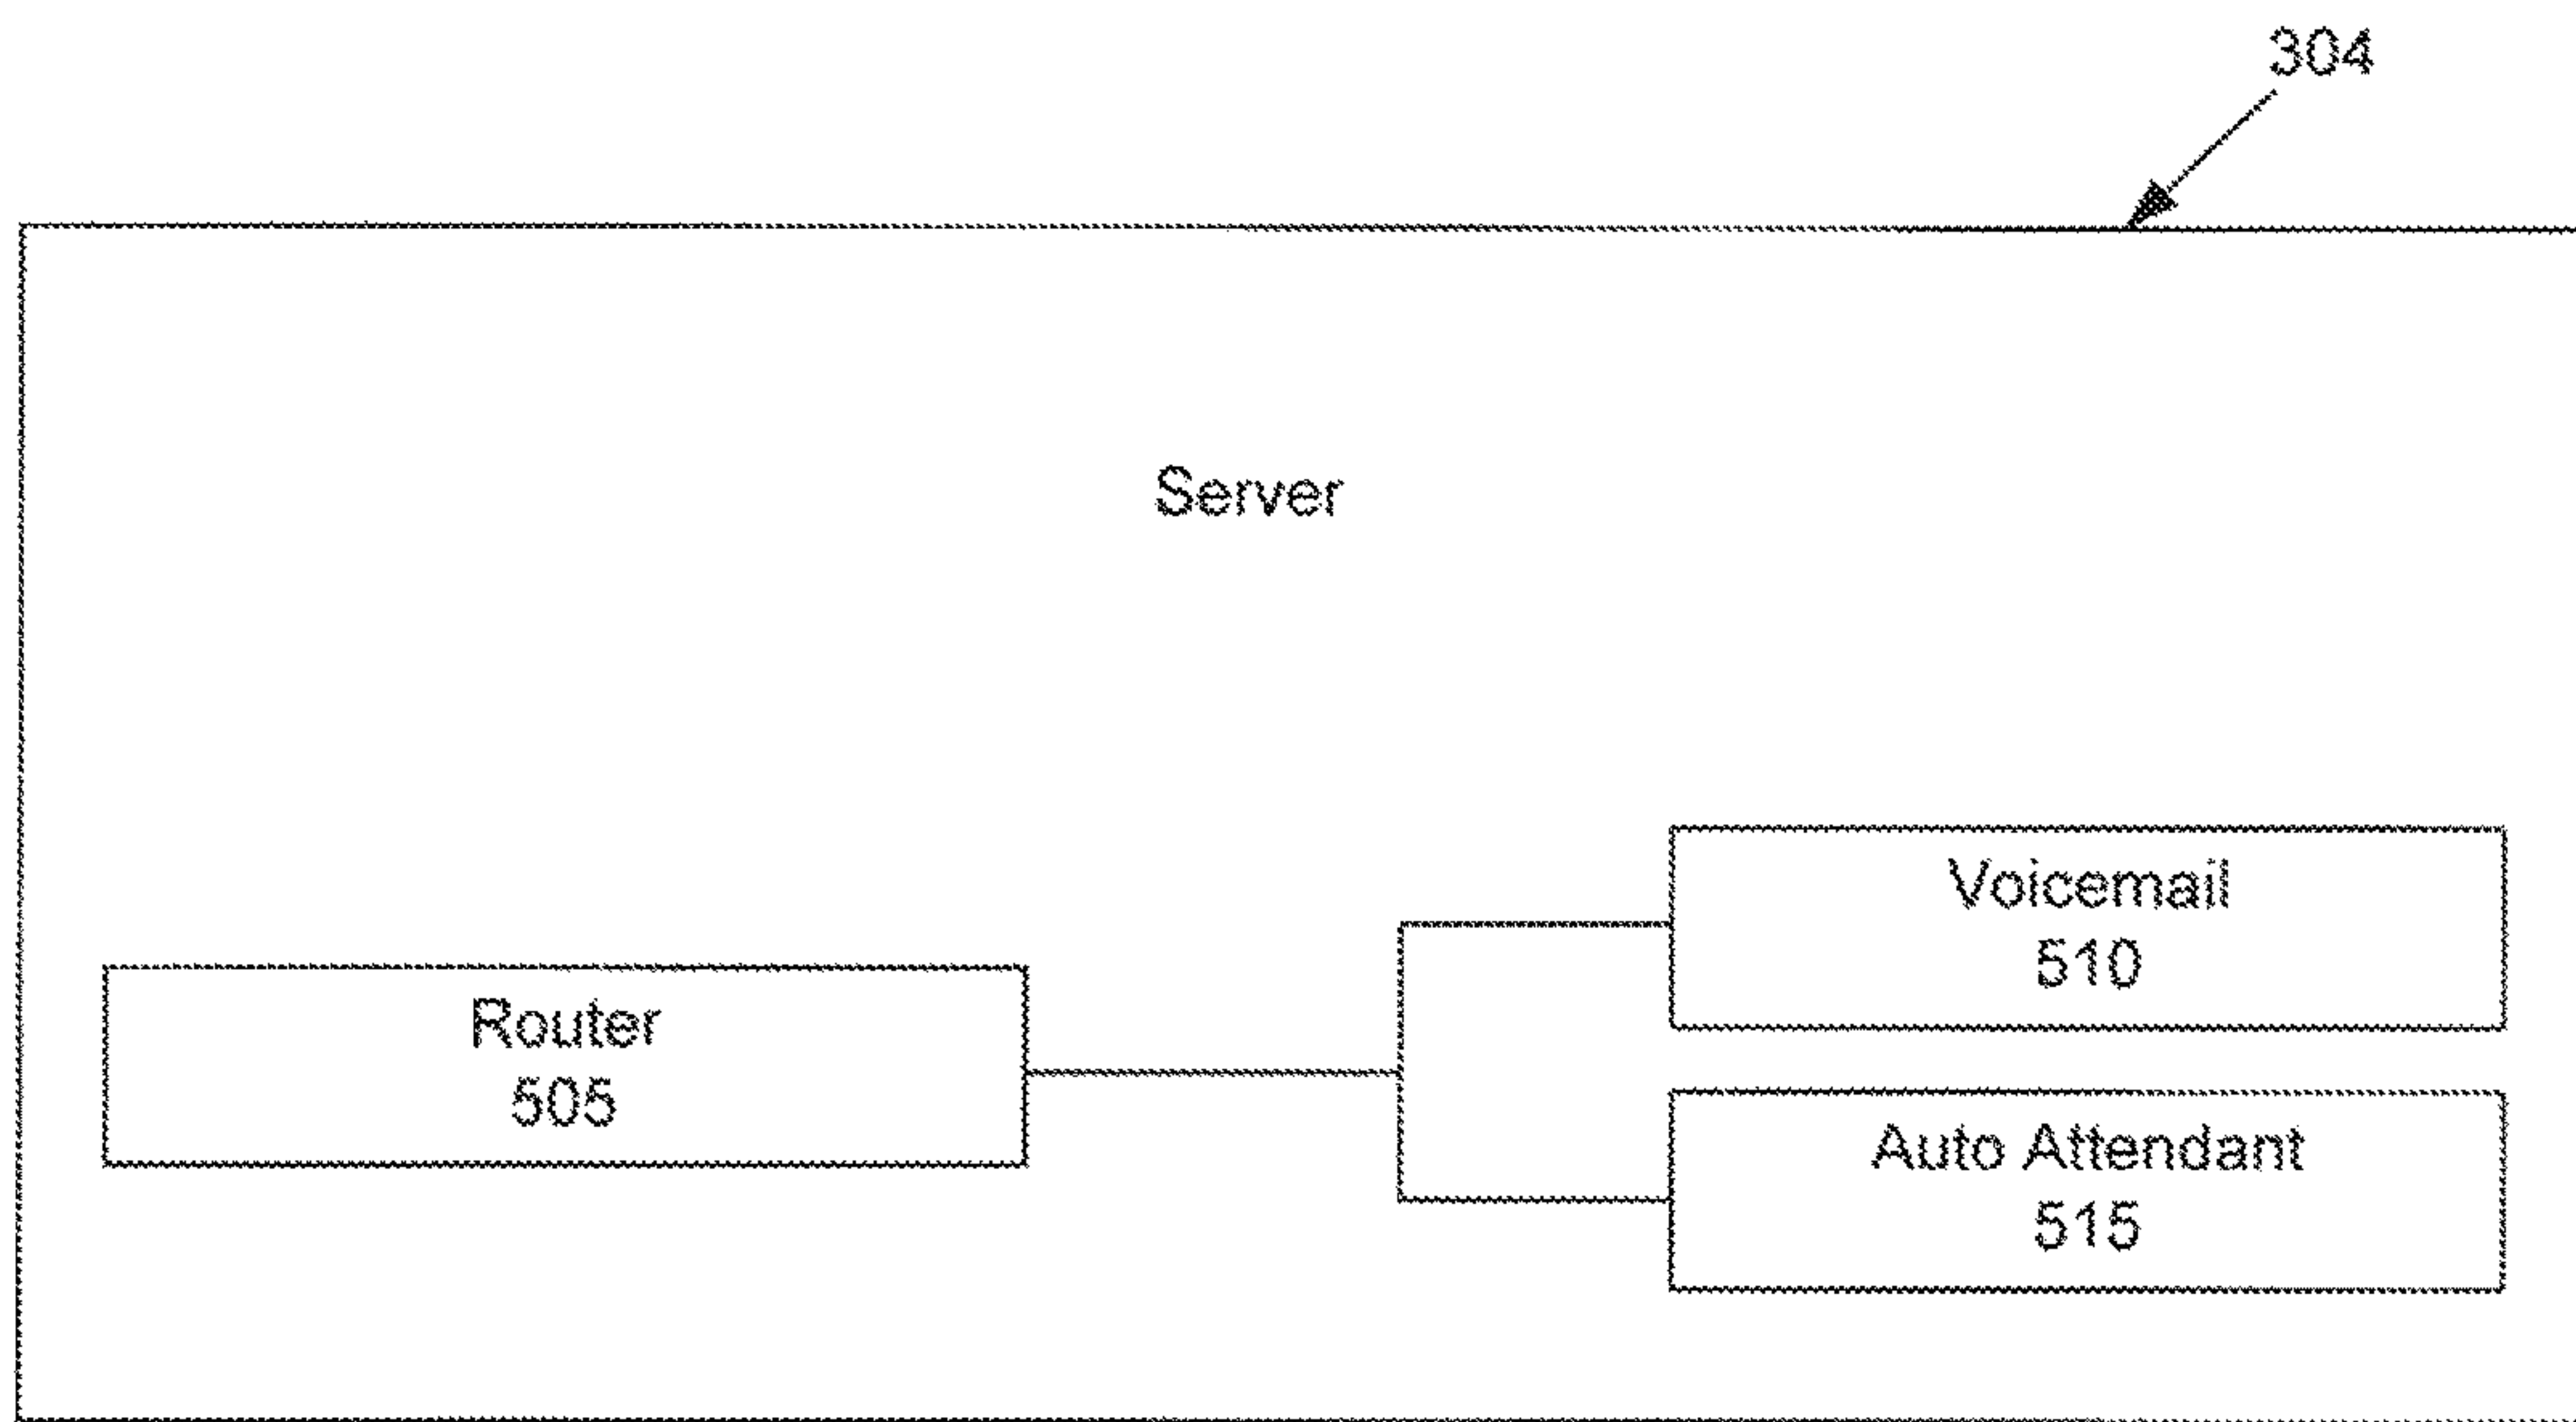 304
Server
Voicemail
510
Router
505
Auto Attendant
515